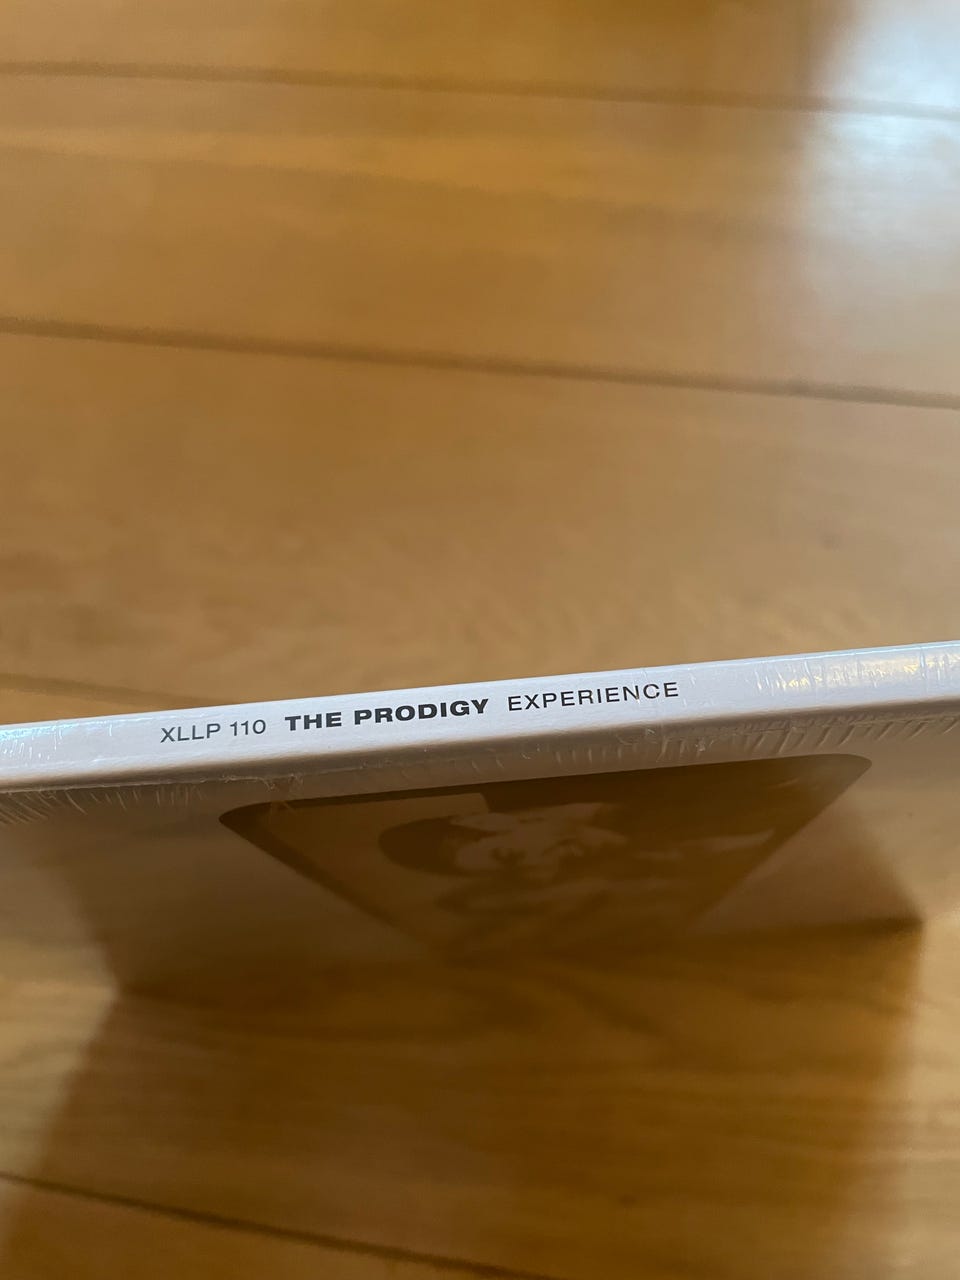 XLLP 110 THE PRODIGY EXPERIENCE